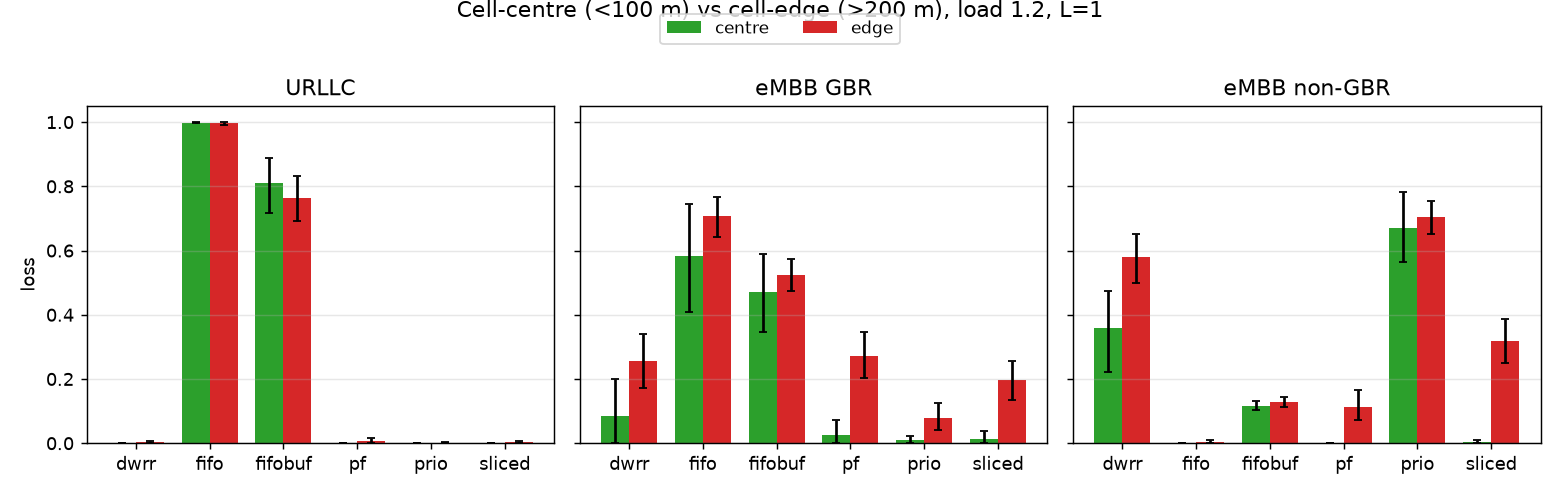 Cell-centre (<100 m) vs cell-edge (>200 m), load 1.2, L=1
centre edge
URLLC eMBB GBR eMBB non-GBR
loss
1.0
0.8
0.6
0.4
0.2
0.0
dwrr fifo fifobuf pf prio sliced dwrr fifo fifobuf pf prio sliced dwrr fifo fifobuf pf prio sliced